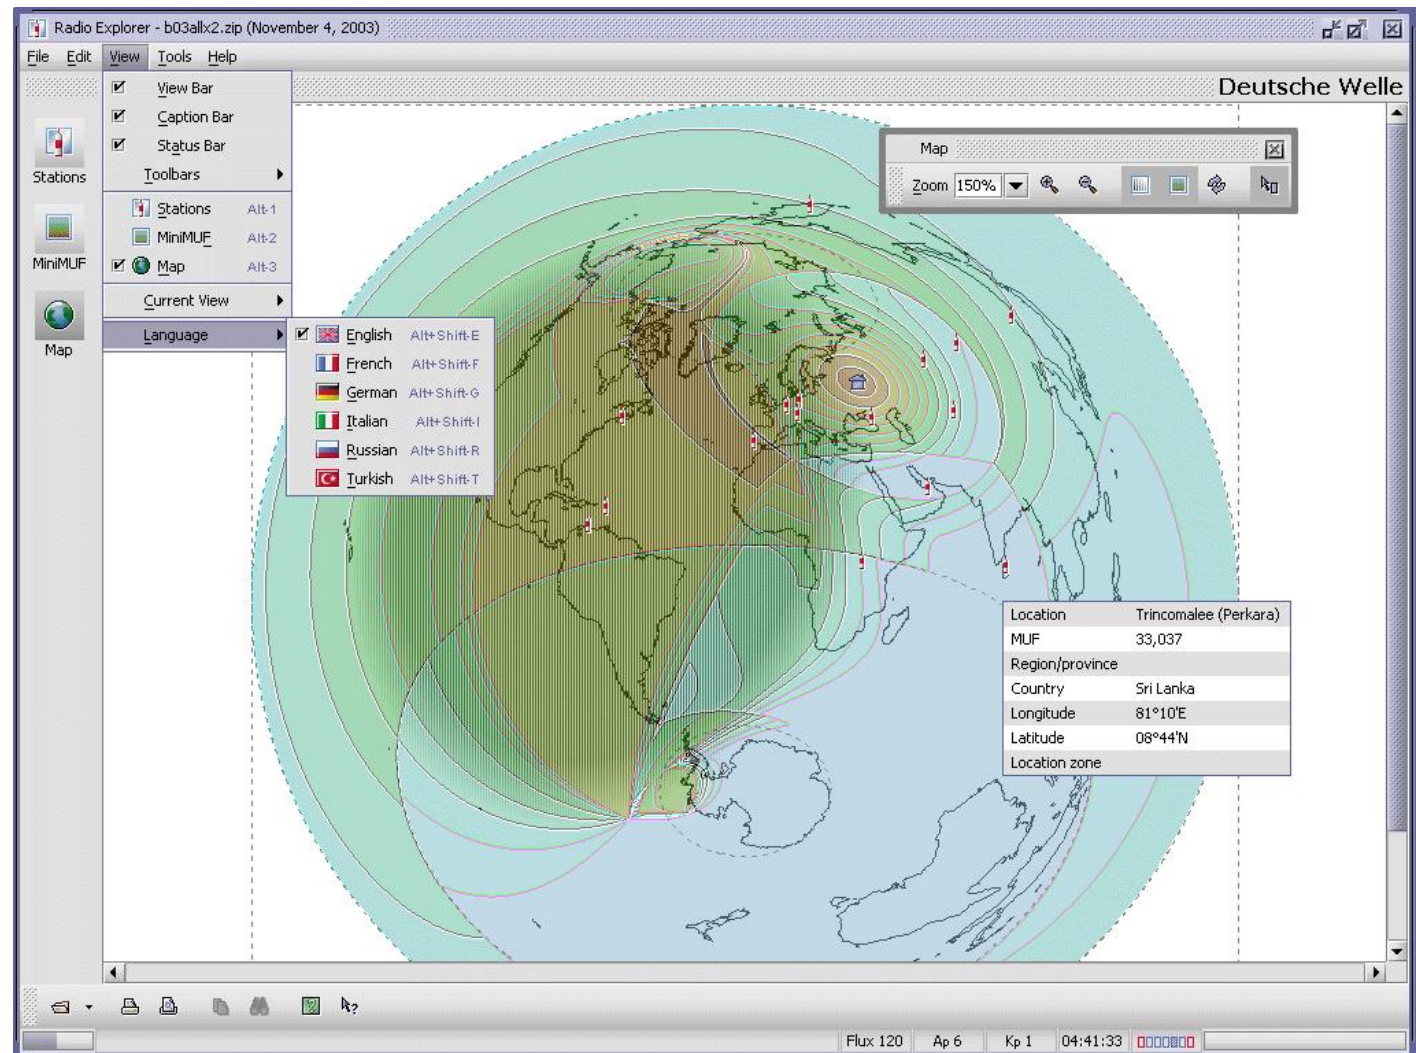 Radio Explorer - b03allx2.zip (November 4, 2003)
File Edit View Tools Help
Deutsche Welle
View Bar
Caption Bar
Status Bar
Toolbars
Stations Alt-1
MiniMUF Alt-2
Map Alt-3
Current View
Language
English Alt+Shift-E
French Alt+Shift-F
German Alt+Shift-G
Italian Alt+Shift-I
Russian Alt+Shift-R
Turkish Alt+Shift-T
Stations
MiniMUF
Map
Map
Zoom 150%
Location Trincomalee (Perkara)
MUF 33,037
Region/province
Country Sri Lanka
Longitude 81°10'E
Latitude 08°44'N
Location zone
Flux 120 Ap 6 Kp 1 04:41:33